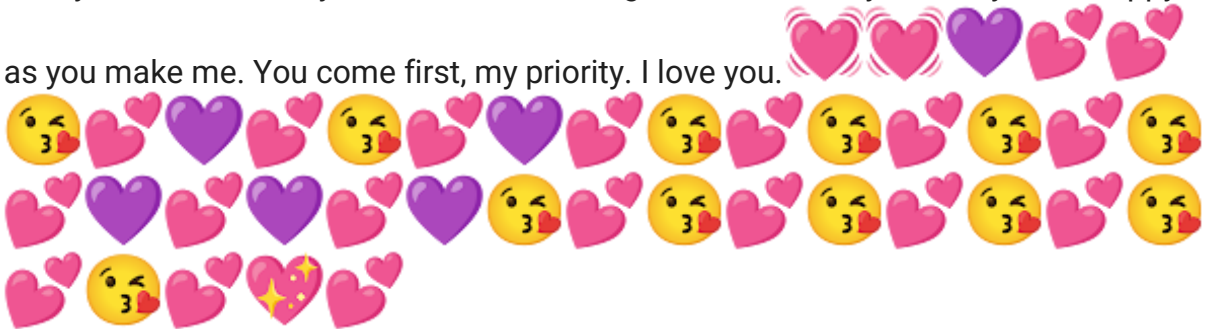 as you make me. You come first, my priority. I love you.💓💓💜💕💕
😘💕💜💕😘💕💜💕😘💕😘💕😘💕😘
💕💜💕💜💕💜😘💕😘💕😘💕😘💕😘
💕😘💕💖💕